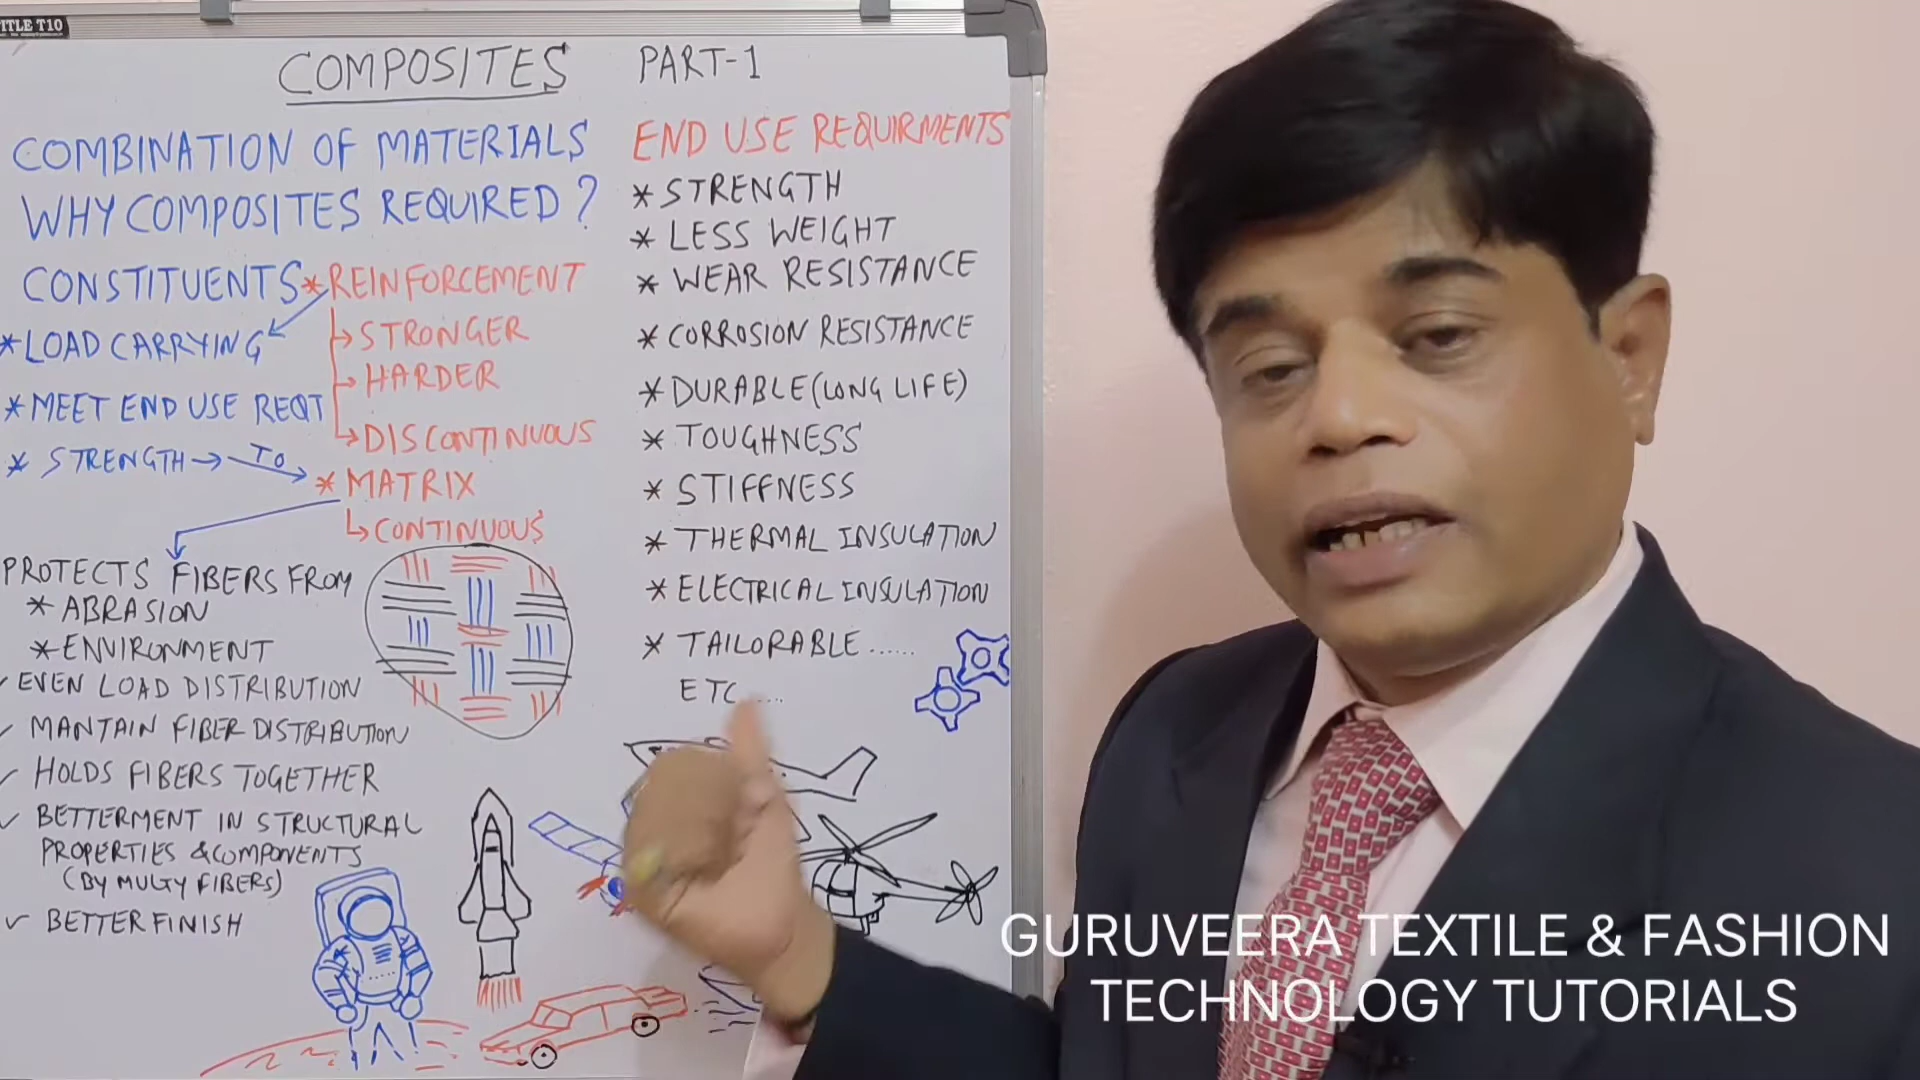 TITLE T10
COMPOSITES PART-1
COMBINATION OF MATERIALS
WHY COMPOSITES REQUIRED ?
CONSTITUENTS * REINFORCEMENT
* LOAD CARRYING
→ STRONGER
→ HARDER
* MEET END USE REQT
→ DISCONTINUOUS
* STRENGTH → TO → * MATRIX
→ CONTINUOUS
PROTECTS FIBERS FROM
* ABRASION
* ENVIRONMENT
✓ EVEN LOAD DISTRIBUTION
✓ MANTAIN FIBER DISTRIBUTION
✓ HOLDS FIBERS TOGETHER
✓ BETTERMENT IN STRUCTURAL
PROPERTIES & COMPONENTS
(BY MULTY FIBERS)
✓ BETTER FINISH
END USE REQUIRMENTS
* STRENGTH
* LESS WEIGHT
* WEAR RESISTANCE
* CORROSION RESISTANCE
* DURABLE (LONG LIFE)
* TOUGHNESS
* STIFFNESS
* THERMAL INSULATION
* ELECTRICAL INSULATION
* TAILORABLE ......
ETC.....
GURUVEERA TEXTILE & FASHION
TECHNOLOGY TUTORIALS